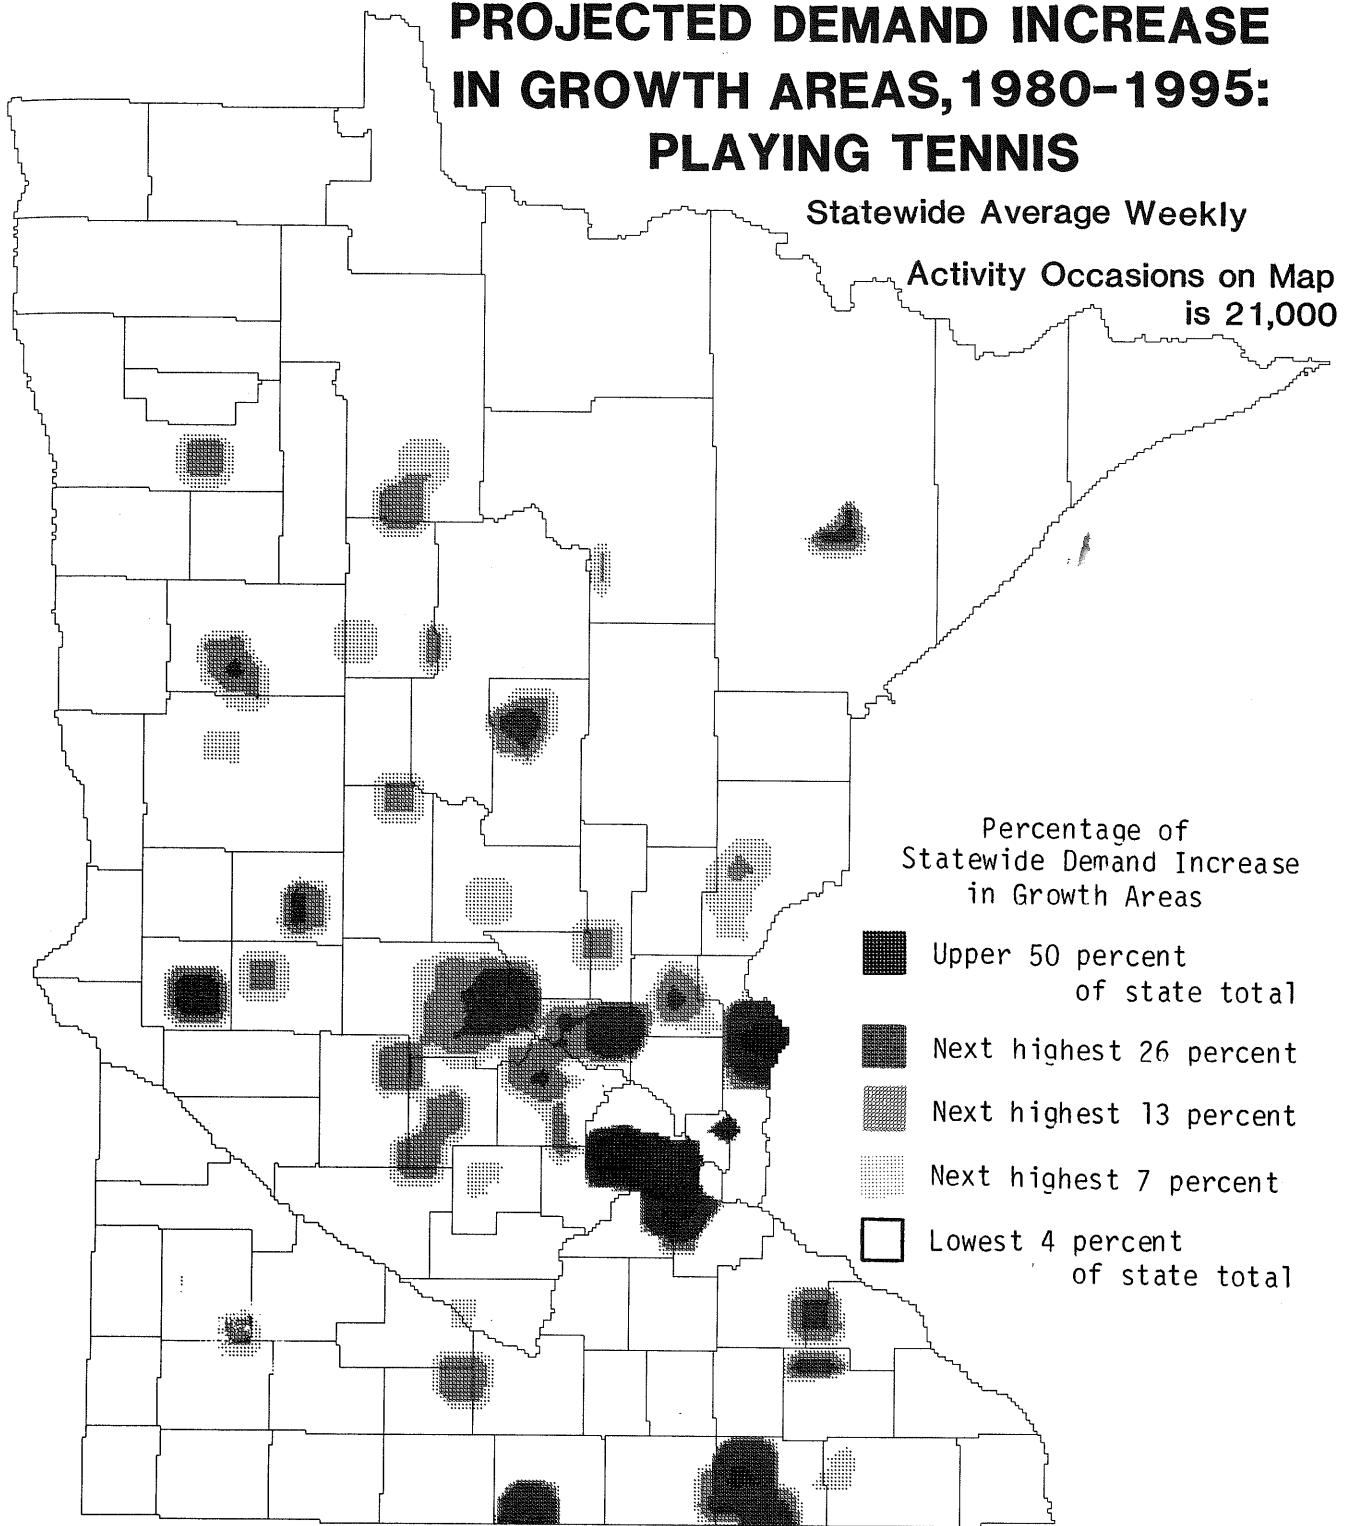 PROJECTED DEMAND INCREASE
IN GROWTH AREAS, 1980-1995:
PLAYING TENNIS
Statewide Average Weekly
Activity Occasions on Map
is 21,000
Percentage of
Statewide Demand Increase
in Growth Areas
Upper 50 percent
of state total
Next highest 26 percent
Next highest 13 percent
Next highest 7 percent
Lowest 4 percent
of state total